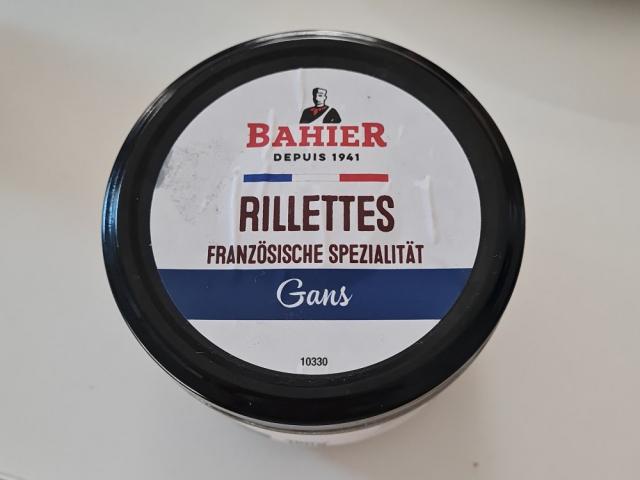 BAHIER
DEPUIS 1941
RILLETTES
FRANZÖSISCHE SPEZIALITÄT
Gans
10330